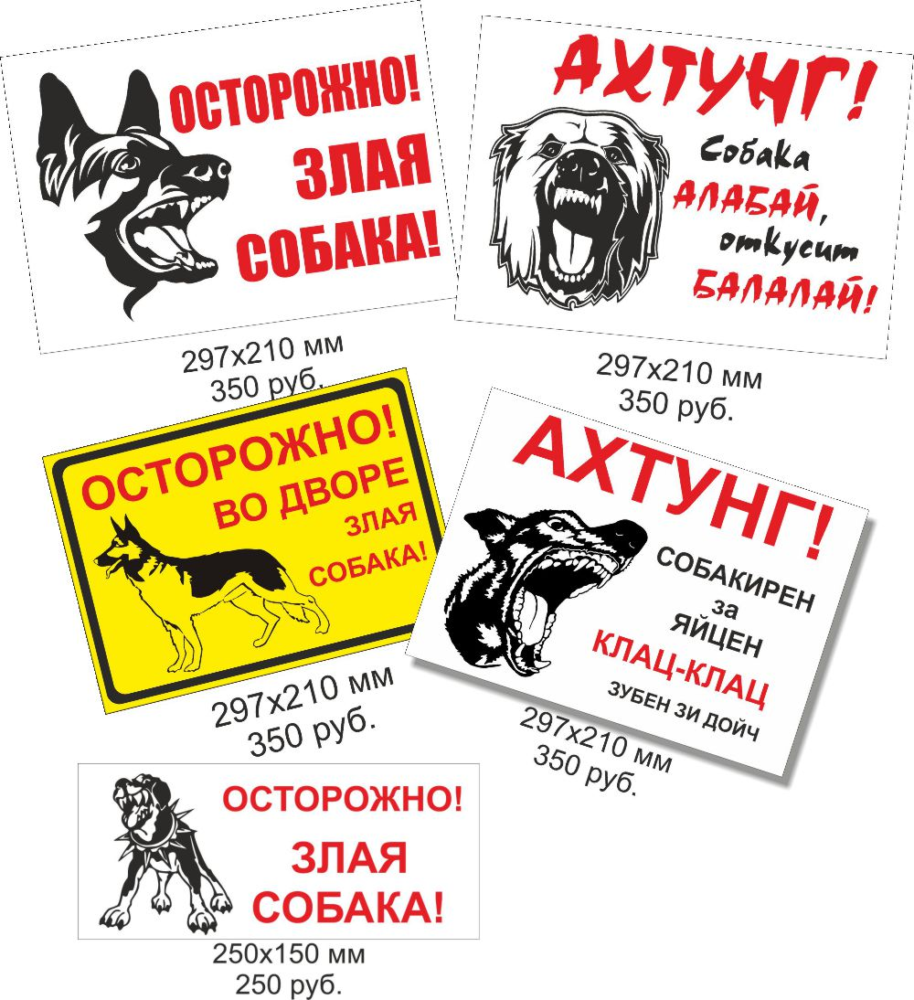 ОСТОРОЖНО!
ЗЛАЯ
СОБАКА!
297х210 мм
350 руб.
АХТУНГ!
Собака
АЛАБАЙ,
откусит
БАЛАЛАЙ!
297х210 мм
350 руб.
ОСТОРОЖНО!
ВО ДВОРЕ
ЗЛАЯ
СОБАКА!
297х210 мм
350 руб.
АХТУНГ!
СОБАКИРЕН
за
ЯЙЦЕН
КЛАЦ-КЛАЦ
ЗУБЕН ЗИ ДОЙЧ
297х210 мм
350 руб.
ОСТОРОЖНО!
ЗЛАЯ
СОБАКА!
250х150 мм
250 руб.